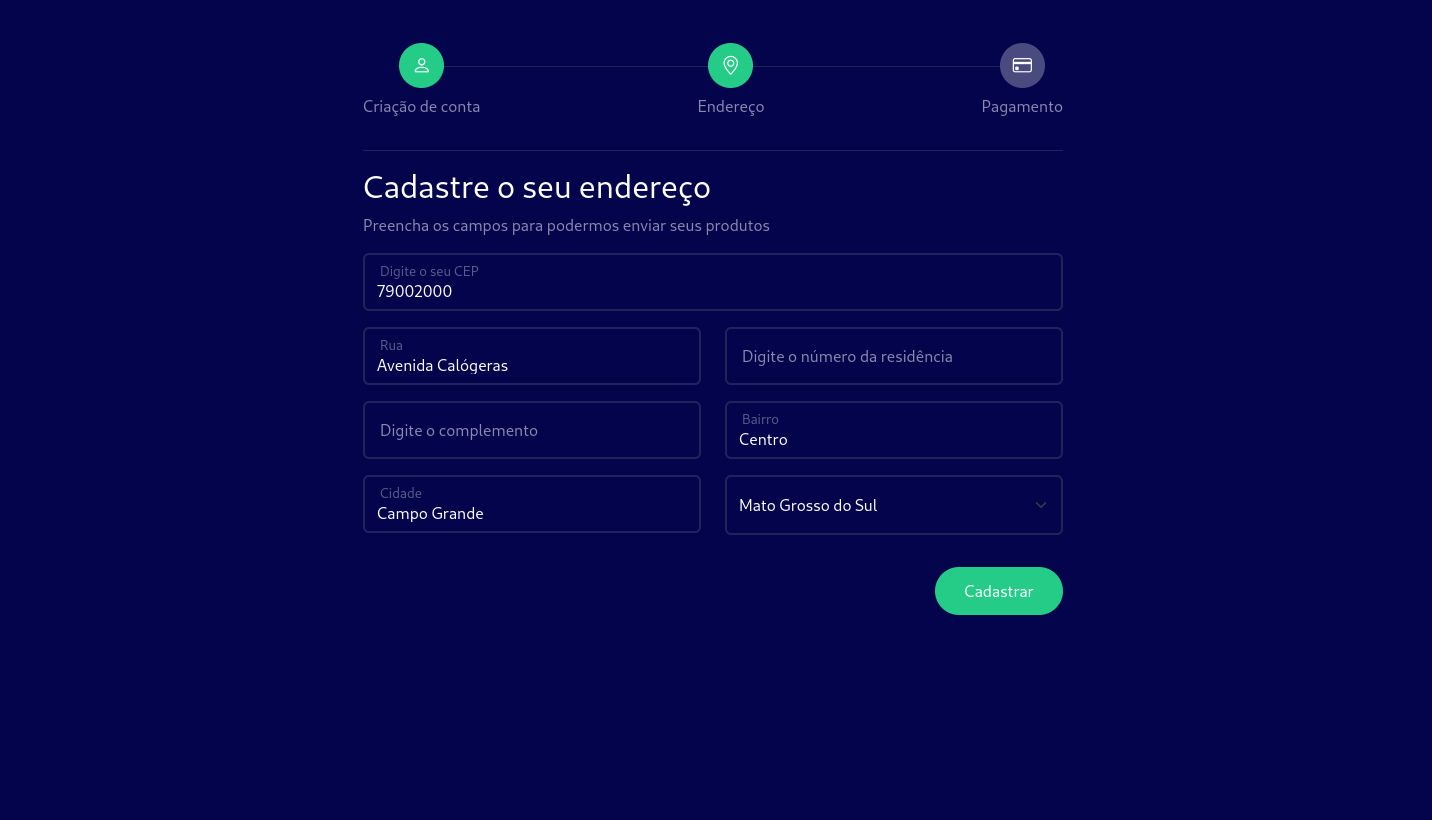 Criação de conta
Endereço
Pagamento
Cadastre o seu endereço
Preencha os campos para podermos enviar seus produtos
Digite o seu CEP
79002000
Rua
Avenida Calógeras
Digite o número da residência
Digite o complemento
Bairro
Centro
Cidade
Campo Grande
Mato Grosso do Sul
Cadastrar